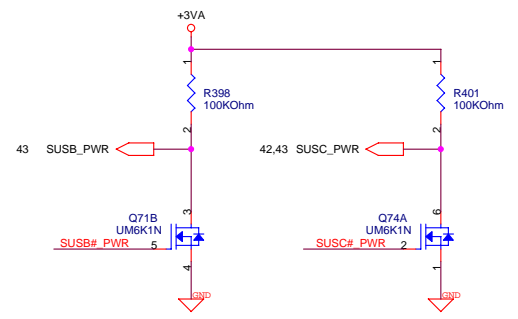 +3VA
1
R398
100KOhm
2
1
R401
100KOhm
2
43 SUSB_PWR
42,43 SUSC_PWR
3
Q71B
UM6K1N
SUSB#_PWR 5
4
GND
6
Q74A
UM6K1N
SUSC#_PWR 2
1
GND